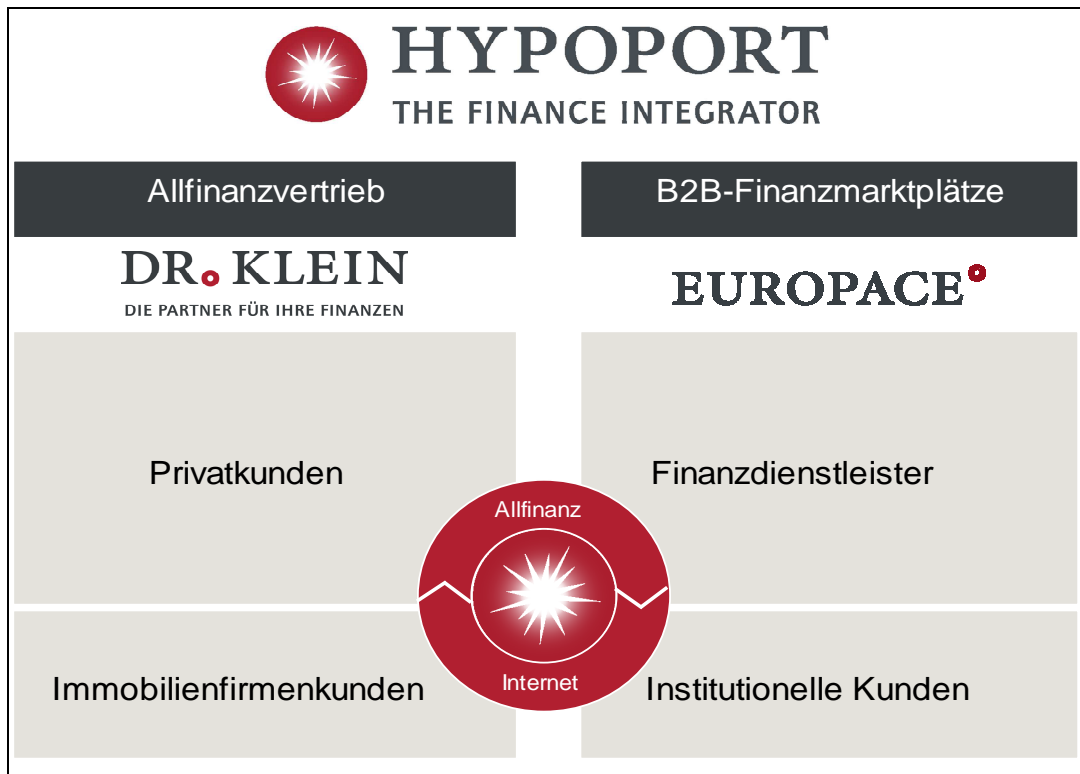 HYPOPORT
THE FINANCE INTEGRATOR
Allfinanzvertrieb
B2B-Finanzmarktplätze
DR. KLEIN
DIE PARTNER FÜR IHRE FINANZEN
EUROPACE
Privatkunden
Finanzdienstleister
Allfinanz
Internet
Immobilienfirmenkunden
Institutionelle Kunden